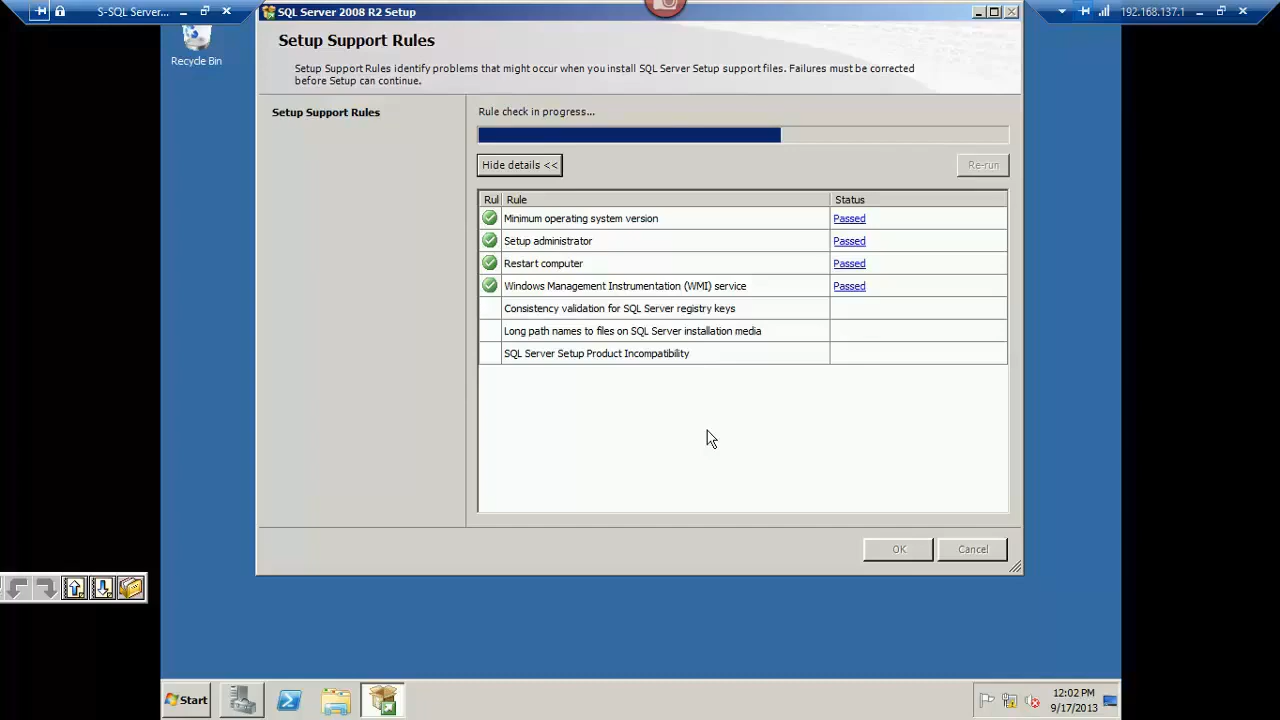 S-SQL Server...
192.168.137.1
SQL Server 2008 R2 Setup
Recycle Bin
Setup Support Rules
Setup Support Rules identify problems that might occur when you install SQL Server Setup support files. Failures must be corrected
before Setup can continue.
Setup Support Rules
Rule check in progress...
Hide details <<
Re-run
Rul Rule Status
Minimum operating system version Passed
Setup administrator Passed
Restart computer Passed
Windows Management Instrumentation (WMI) service Passed
Consistency validation for SQL Server registry keys
Long path names to files on SQL Server installation media
SQL Server Setup Product Incompatibility
OK Cancel
Start
12:02 PM
9/17/2013